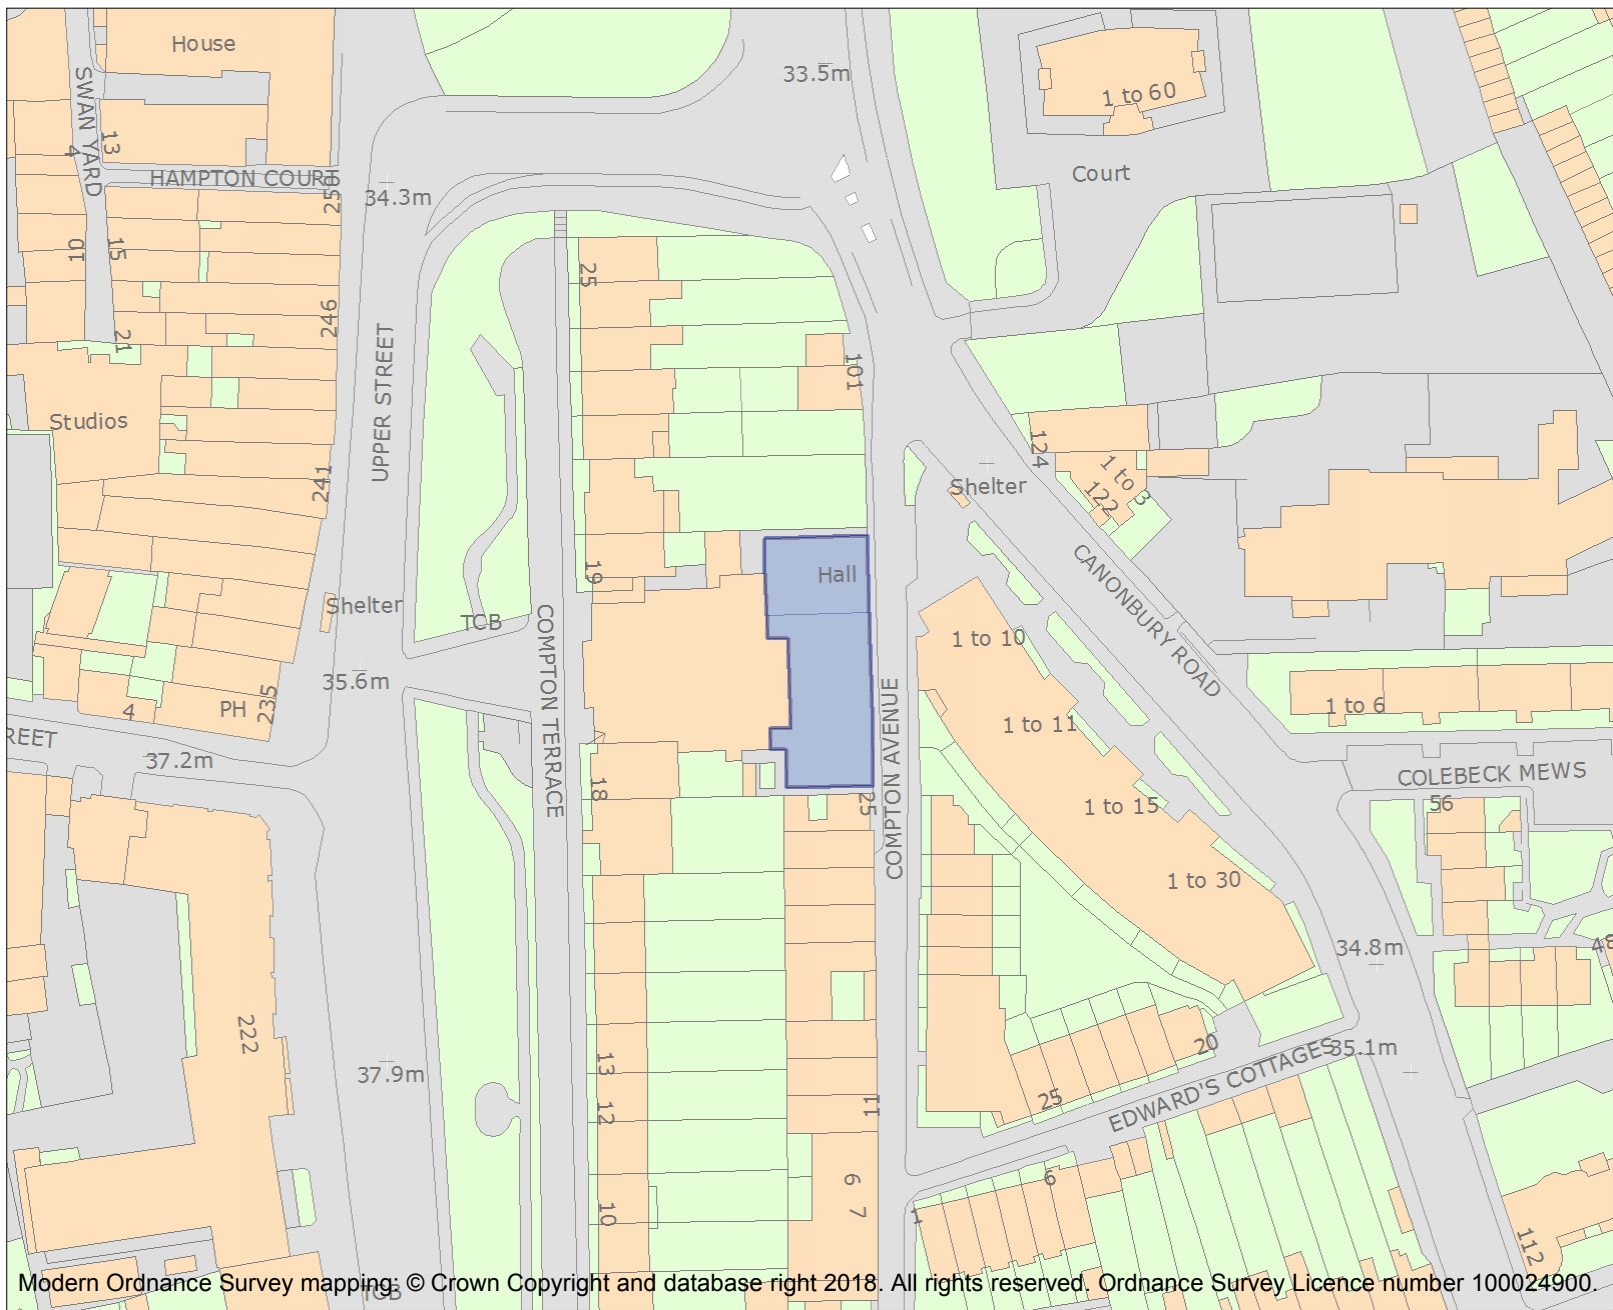 House
33.5m
1 to 60
SWAN YARD
13
4
HAMPTON COURT
250
34.3m
Court
10
15
25
246
21
UPPER STREET
101
Studios
124
1 to 3
122
241
Shelter
Hall
19
CANONBURY ROAD
Shelter
TCB
COMPTON TERRACE
1 to 10
35.6m
235
PH
4
COMPTON AVENUE
1 to 11
1 to 6
REET
37.2m
18
25
1 to 15
COLEBECK MEWS
56
1 to 30
34.8m
48
222
37.9m
13
12
11
20
25
EDWARD'S COTTAGES
35.1m
6
7
6
10
1
112
TCB
Modern Ordnance Survey mapping: © Crown Copyright and database right 2018. All rights reserved. Ordnance Survey Licence number 100024900.